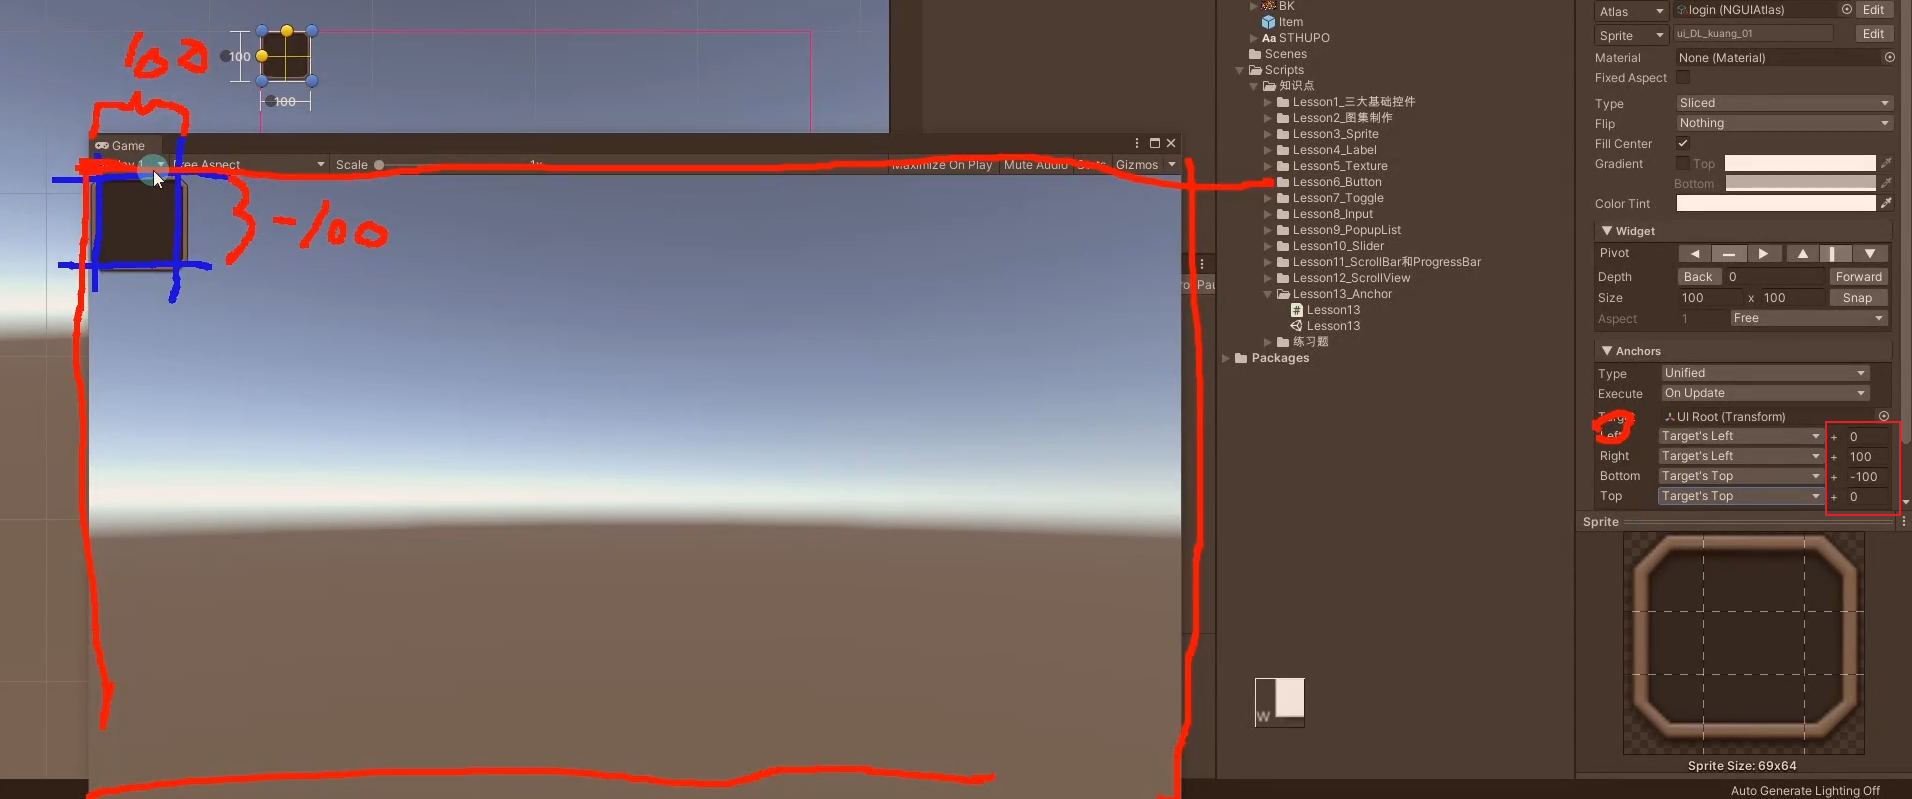 100
100
100
Game
Free Aspect
Scale
1x
Maximize On Play
Mute Audio
Gizmos
-100
BK
Item
Aa STHUPO
Scenes
Scripts
知识点
Lesson1_三大基础控件
Lesson2_图集制作
Lesson3_Sprite
Lesson4_Label
Lesson5_Texture
Lesson6_Button
Lesson7_Toggle
Lesson8_Input
Lesson9_PopupList
Lesson10_Slider
Lesson11_ScrollBar和ProgressBar
Lesson12_ScrollView
Lesson13_Anchor
Lesson13
Lesson13
练习题
Packages
W
Atlas login (NGUIAtlas) Edit
Sprite ui_DL_kuang_01 Edit
Material None (Material)
Fixed Aspect
Type Sliced
Flip Nothing
Fill Center
Gradient Top
Bottom
Color Tint
Widget
Pivot
Depth Back 0 Forward
Size 100 x 100 Snap
Aspect 1 Free
Anchors
Type Unified
Execute On Update
Target UI Root (Transform)
Left Target's Left + 0
Right Target's Left + 100
Bottom Target's Top + -100
Top Target's Top + 0
Sprite
Sprite Size: 69x64
Auto Generate Lighting Off